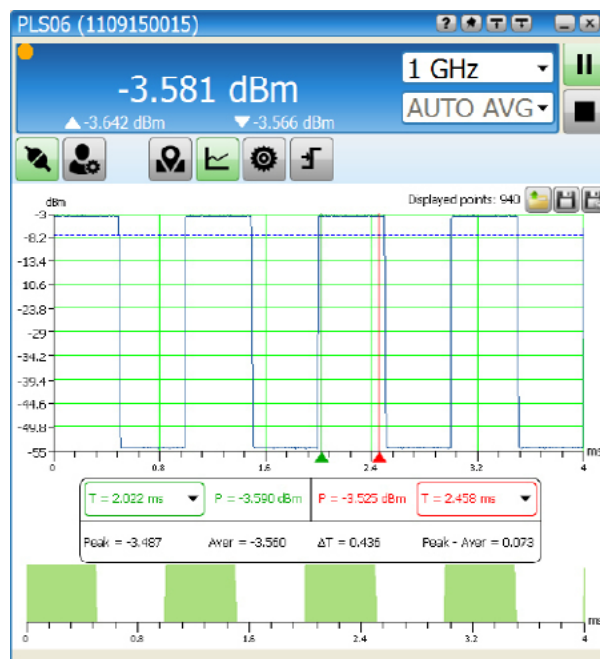 PLS06 (1109150015)
?
-3.581 dBm
1 GHz
-3.642 dBm
-3.566 dBm
AUTO AVG
dBm
Displayed points: 940
-3
-8.2
-13.4
10.6
-23.8
-29
-34.2
-39.4
-44.6
-49.8
-55
ms
0 0.8 1.6 2.4 3.2 4
T = 2.022 ms P = -3.590 dBm P = -3.525 dBm T = 2.458 ms
Peak = -3.487 Aver = -3.560 ΔT = 0.436 Peak - Aver = 0.073
ms
0 0.8 1.6 2.4 3.2 4